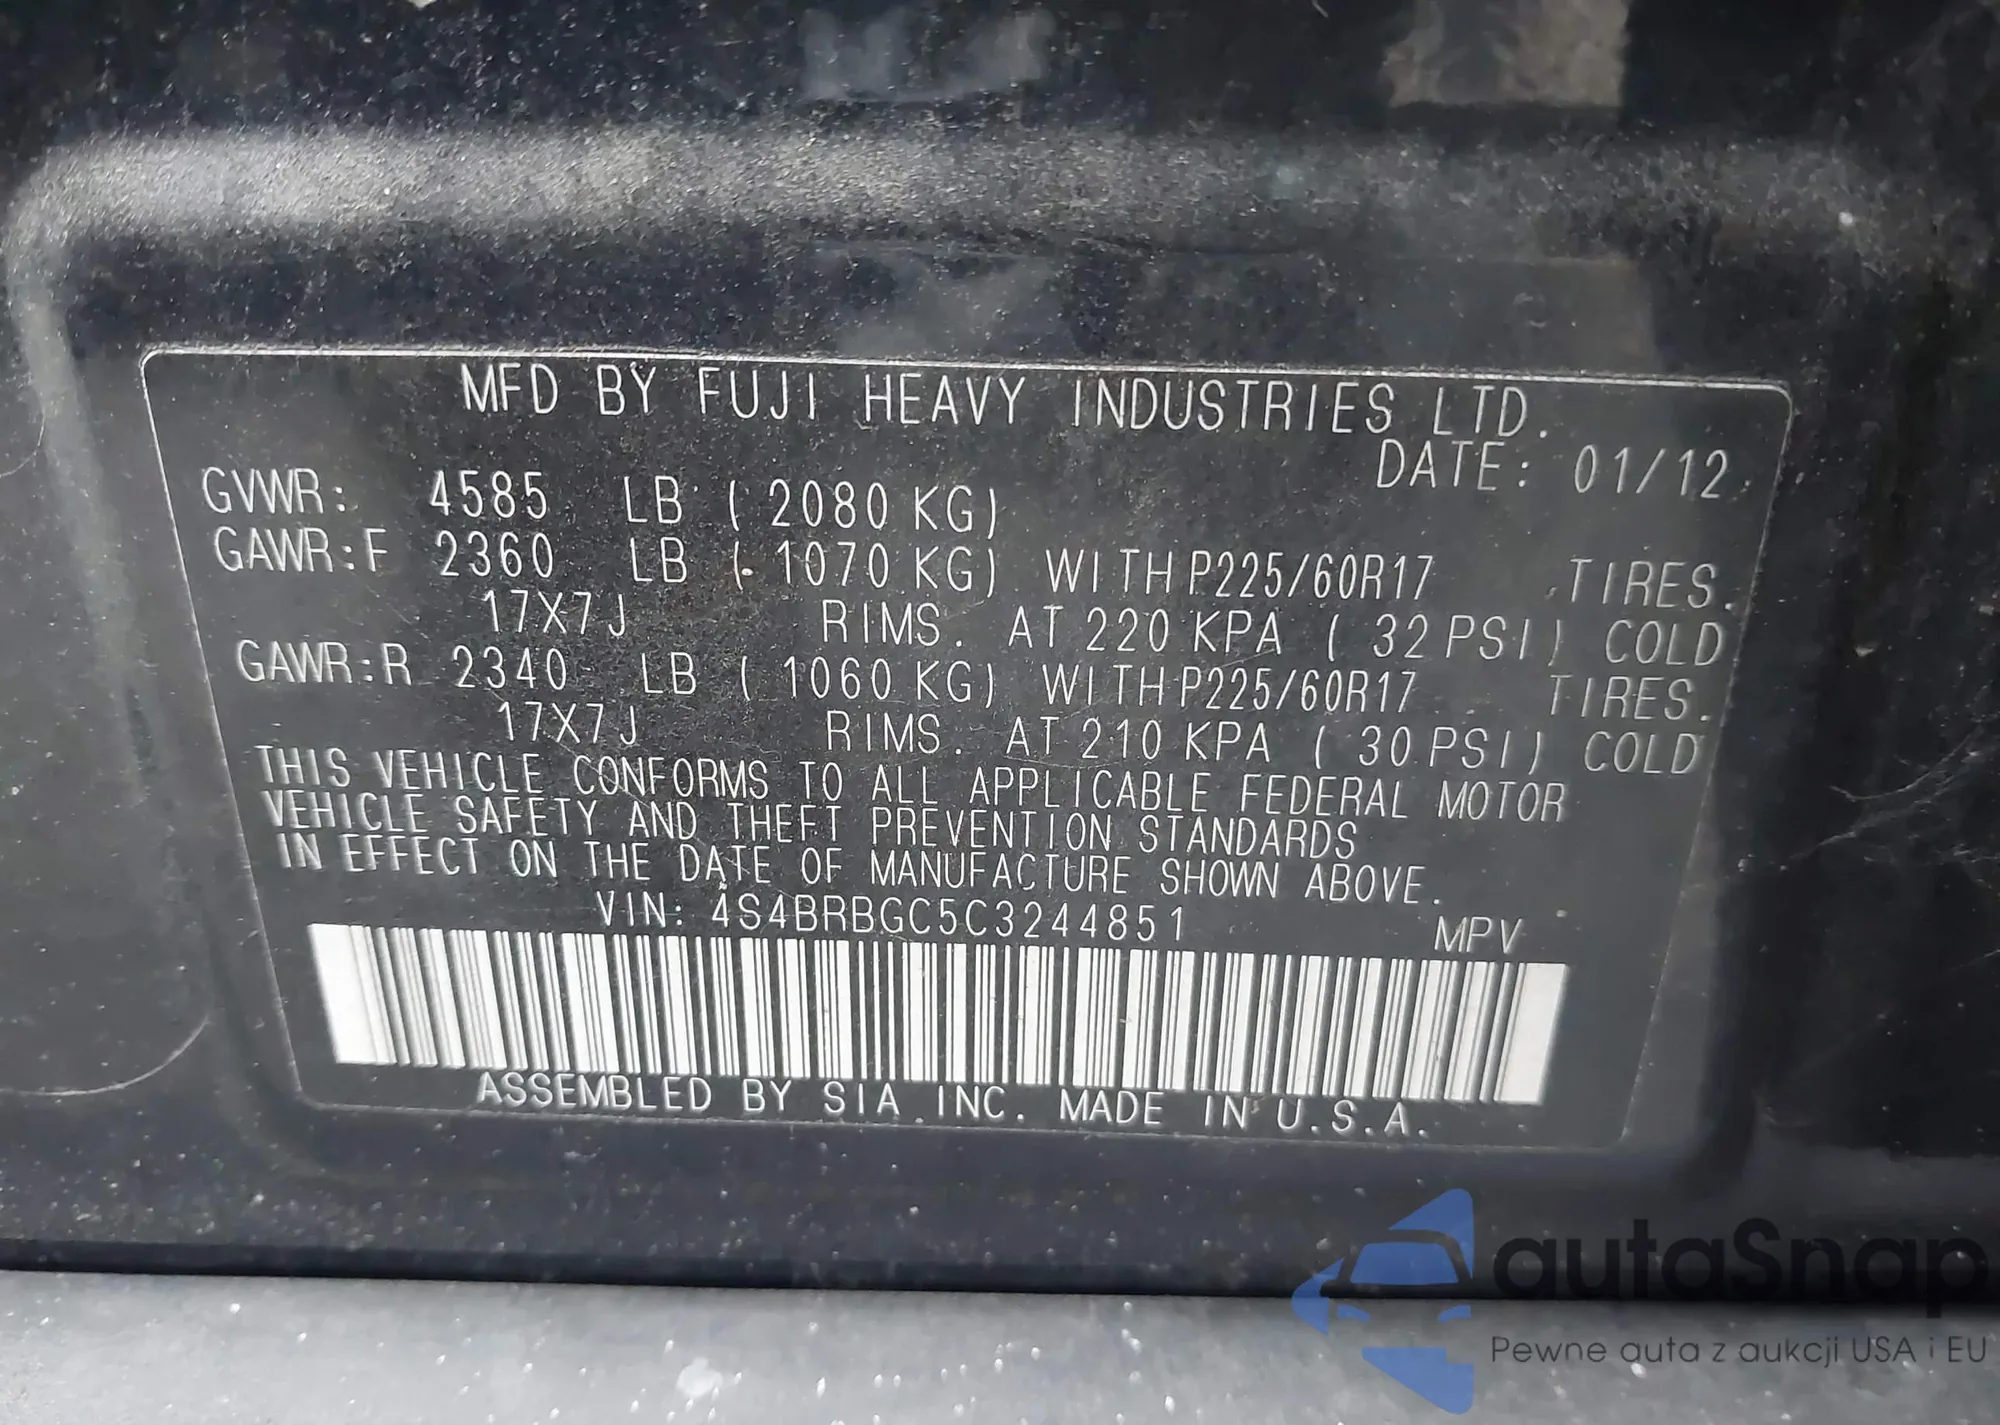 MFD BY FUJI HEAVY INDUSTRIES LTD.
DATE: 01/12
GVWR: 4585 LB ( 2080 KG)
GAWR:F 2360 LB ( 1070 KG) WITH P225/60R17 TIRES.
17X7J RIMS. AT 220 KPA ( 32 PSI) COLD
GAWR:R 2340 LB ( 1060 KG) WITH P225/60R17 TIRES.
17X7J RIMS. AT 210 KPA ( 30 PSI) COLD
THIS VEHICLE CONFORMS TO ALL APPLICABLE FEDERAL MOTOR
VEHICLE SAFETY AND THEFT PREVENTION STANDARDS
IN EFFECT ON THE DATE OF MANUFACTURE SHOWN ABOVE.
VIN: 4S4BRBGC5C3244851 MPV
ASSEMBLED BY SIA INC. MADE IN U.S.A.
autaSnap
Pewne auta z aukcji USA i EU